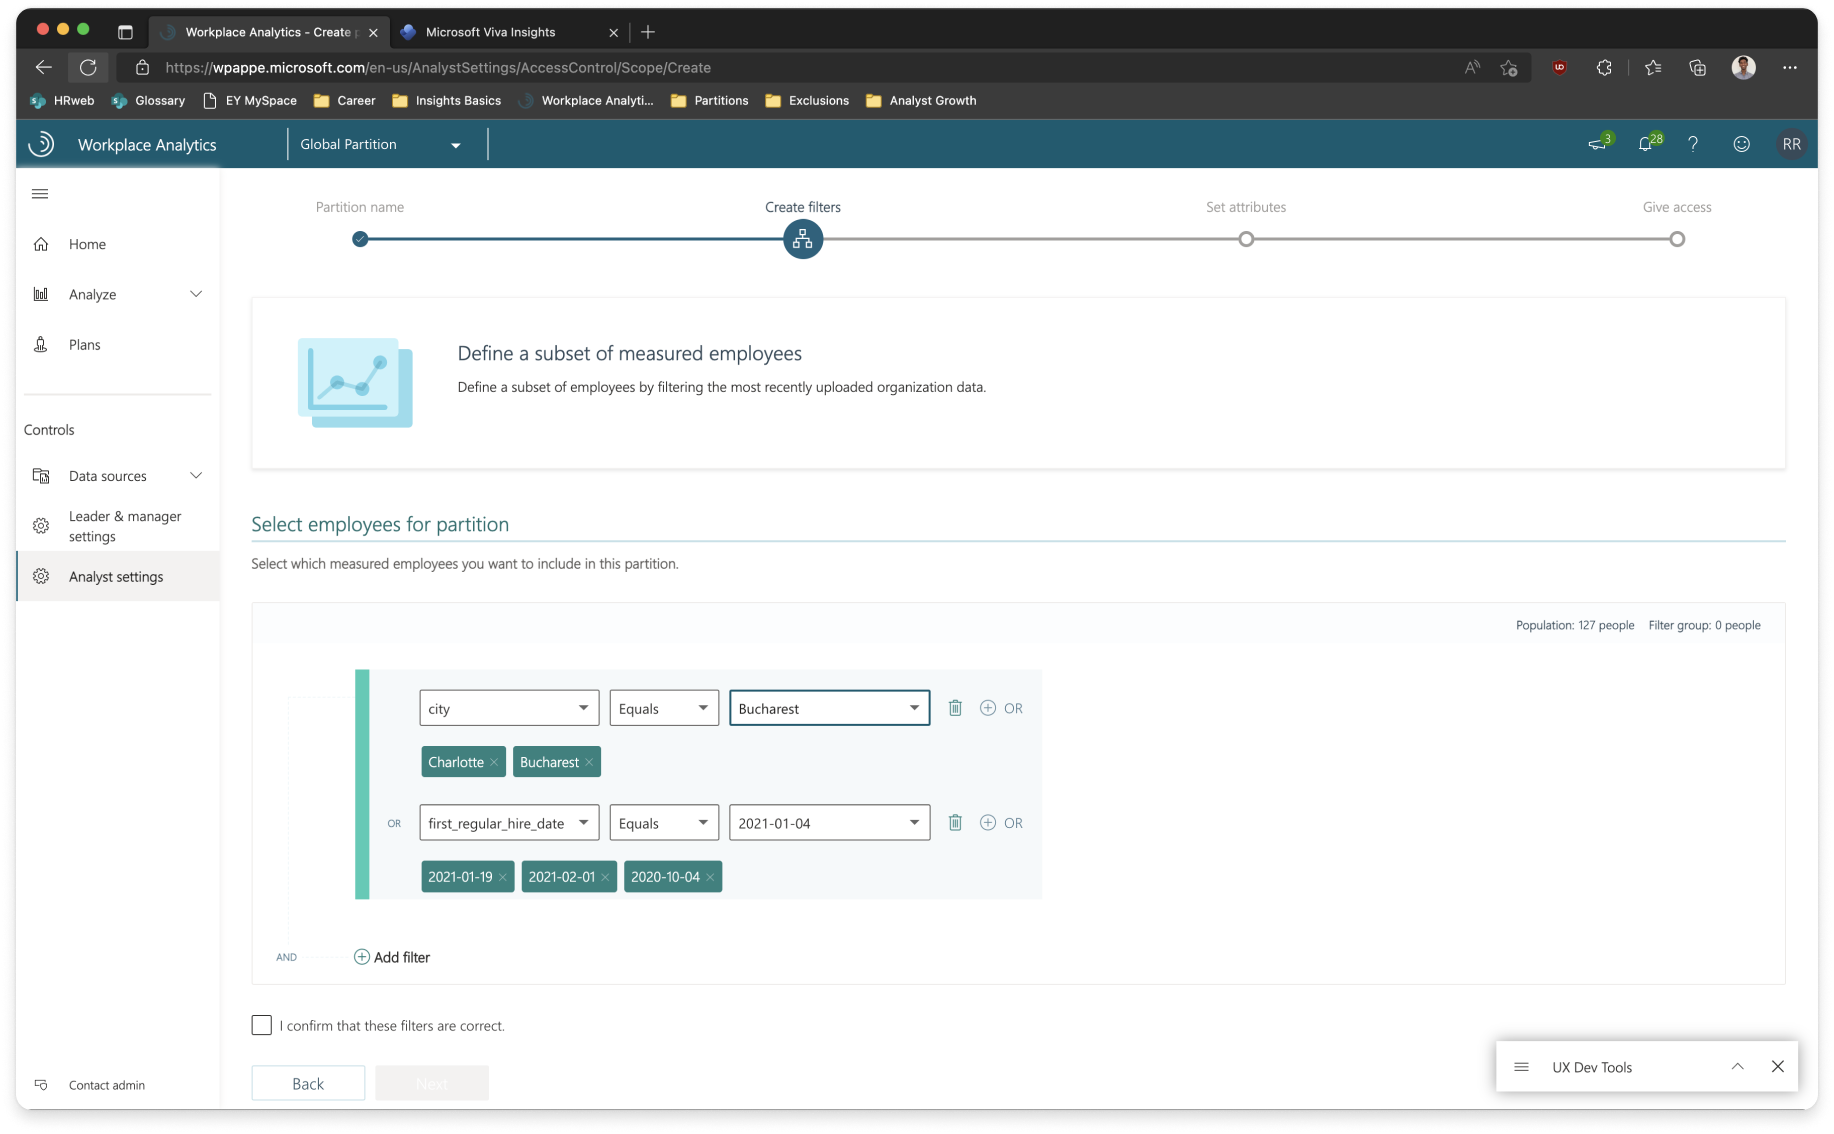 Workplace Analytics - Create p
Microsoft Viva Insights
https://wpappe.microsoft.com/en-us/AnalystSettings/AccessControl/Scope/Create
HRweb
Glossary
EY MySpace
Career
Insights Basics
Workplace Analyti...
Partitions
Exclusions
Analyst Growth
Workplace Analytics
Global Partition
3
28
?
RR
Home
Analyze
Plans
Controls
Data sources
Leader & manager
settings
Analyst settings
Contact admin
Partition name
Create filters
Set attributes
Give access
Define a subset of measured employees
Define a subset of employees by filtering the most recently uploaded organization data.
Select employees for partition
Select which measured employees you want to include in this partition.
Population: 127 people Filter group: 0 people
city Equals Bucharest OR
Charlotte Bucharest
OR first_regular_hire_date Equals 2021-01-04 OR
2021-01-19 2021-02-01 2020-10-04
AND Add filter
I confirm that these filters are correct.
Back Next
UX Dev Tools